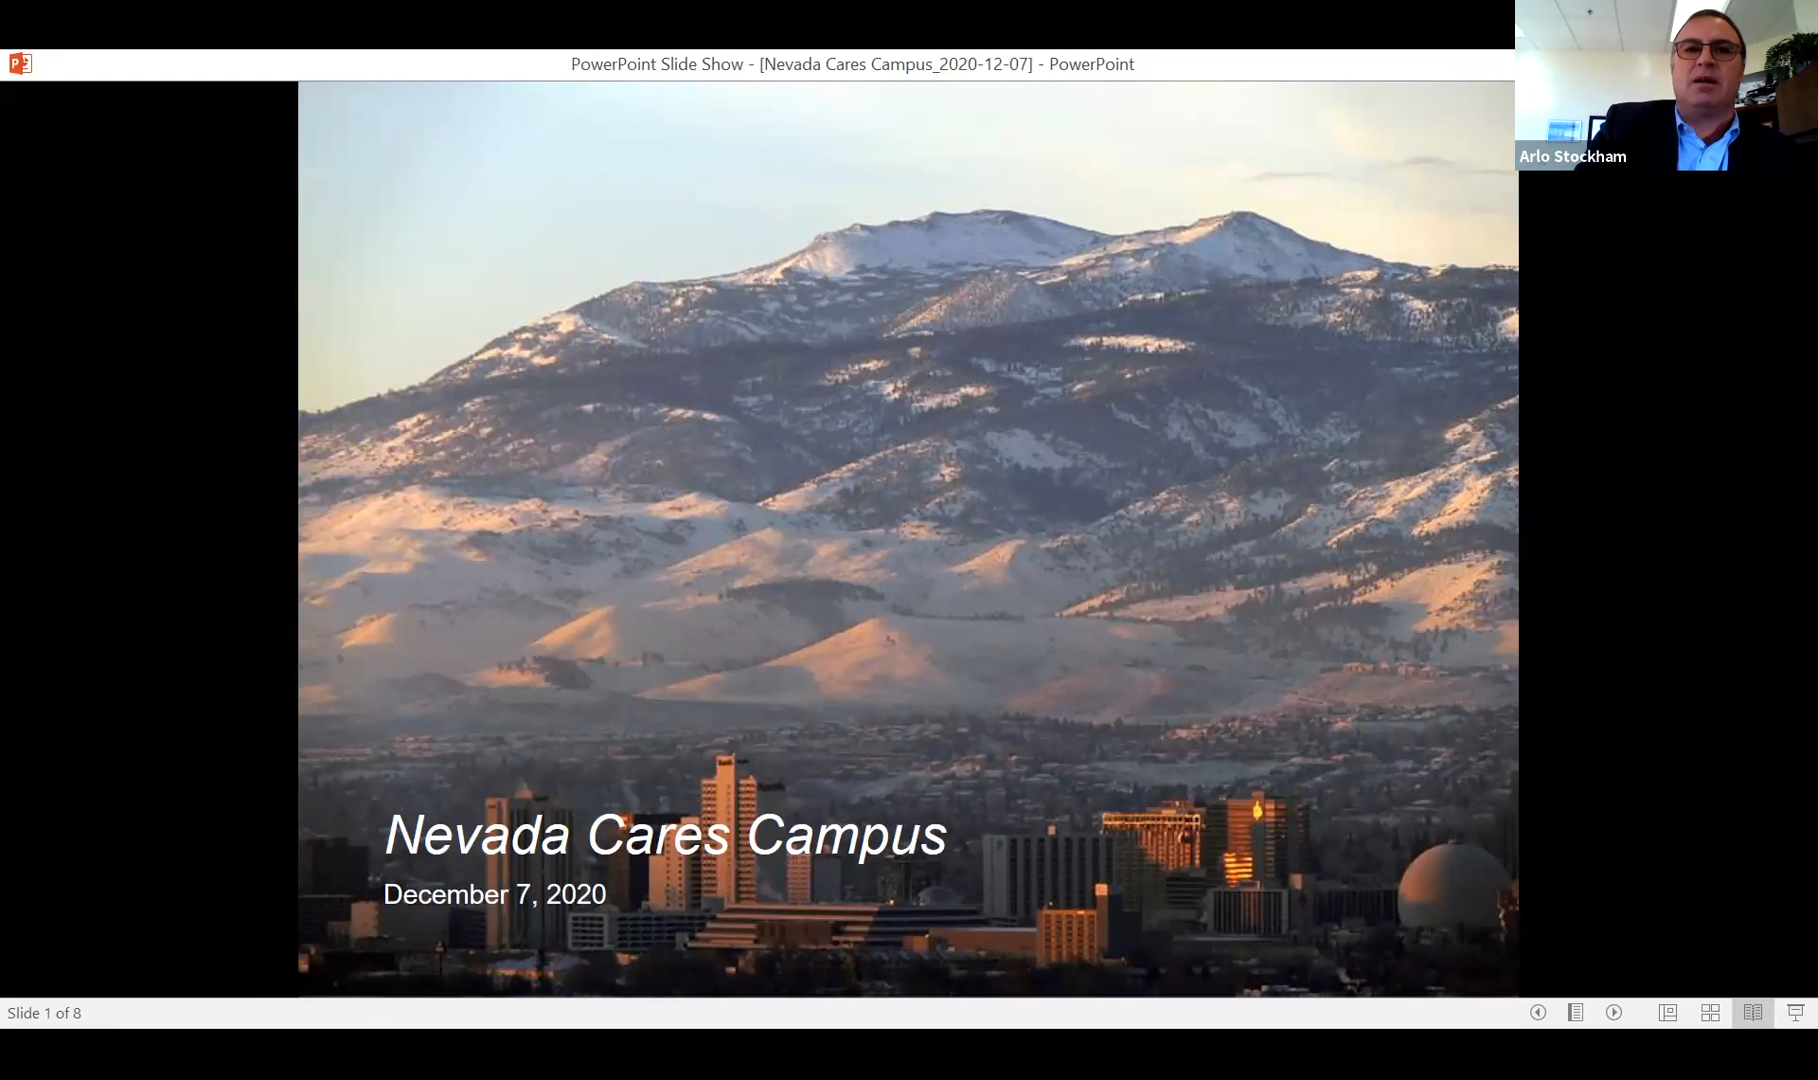 PowerPoint Slide Show - [Nevada Cares Campus_2020-12-07] - PowerPoint
Arlo Stockham
Nevada Cares Campus
December 7, 2020
Slide 1 of 8